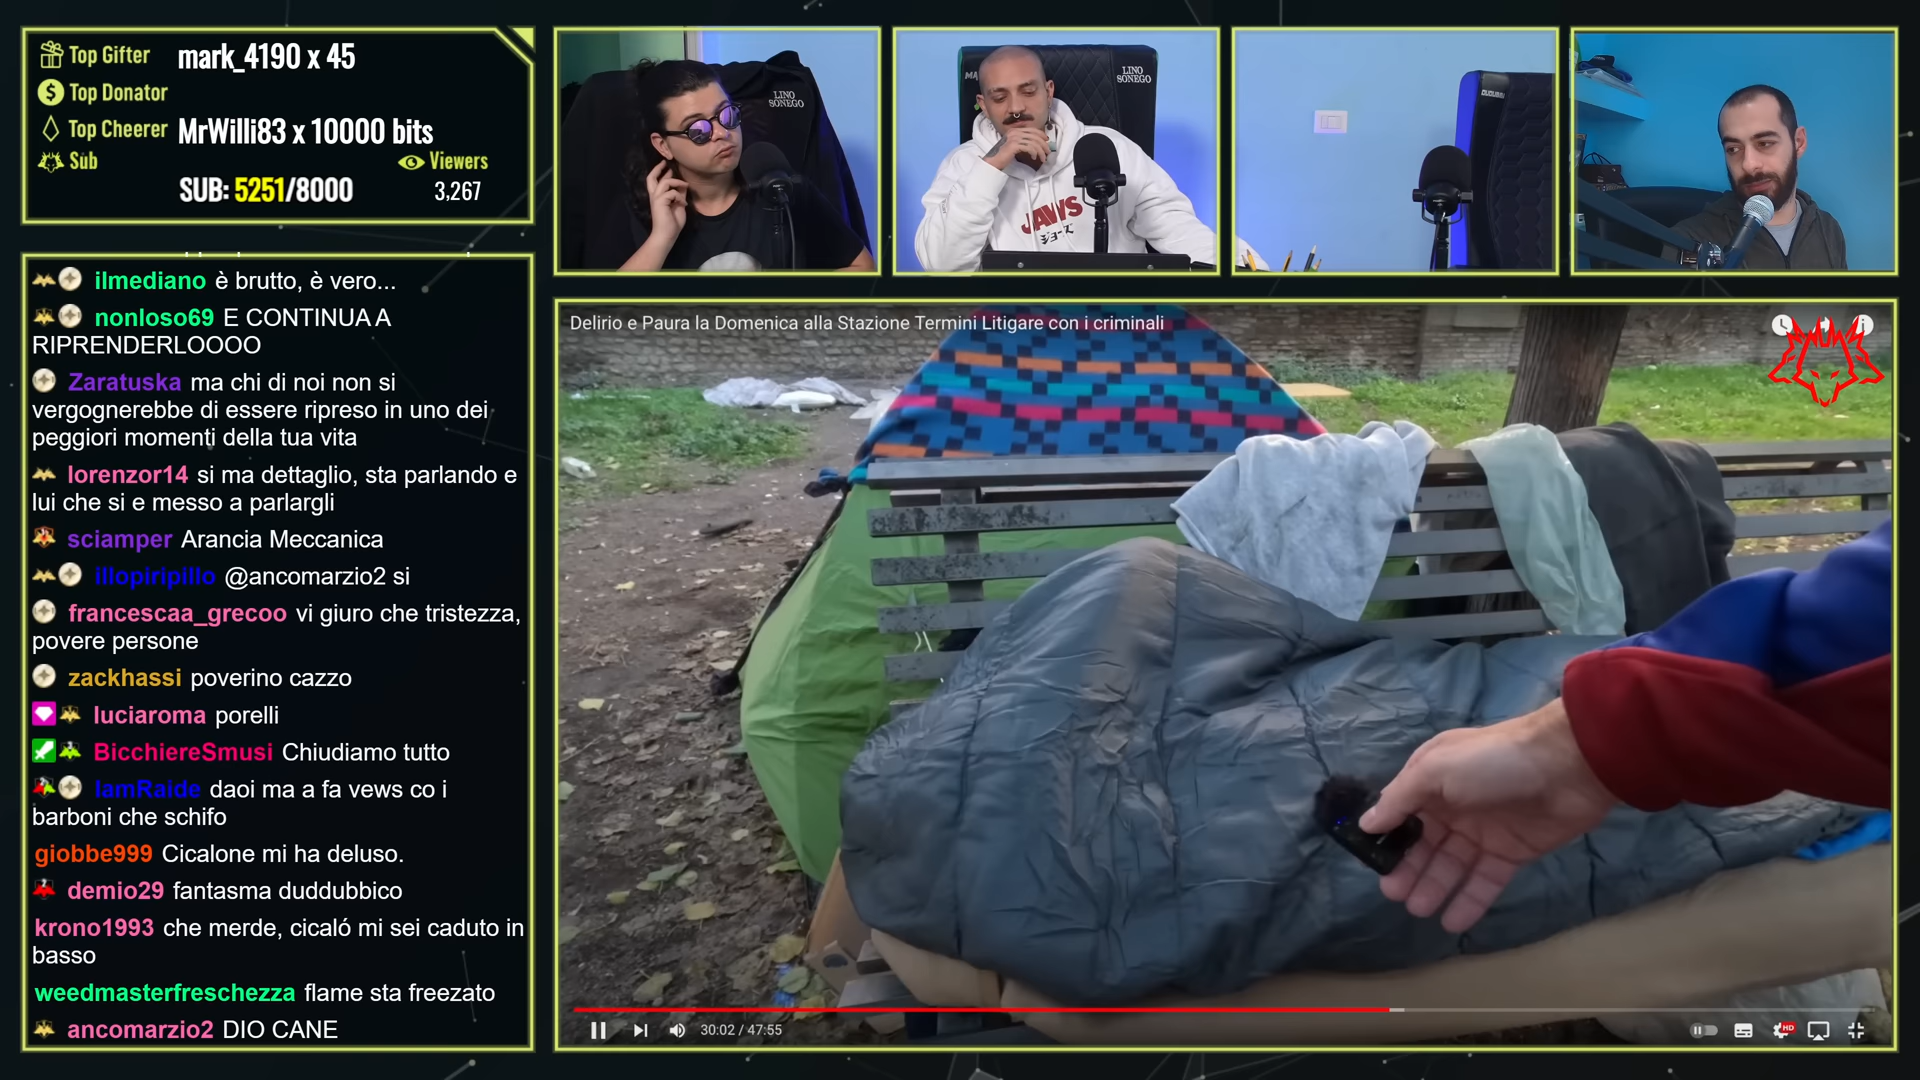 Top Gifter mark_4190 x 45
Top Donator
Top Cheerer MrWilli83 x 10000 bits
Sub
Viewers
SUB: 5251/8000
3,267
ilmediano è brutto, è vero...
nonloso69 E CONTINUA A
RIPRENDERLOOOO
Zaratuska ma chi di noi non si
vergognerebbe di essere ripreso in uno dei
peggiori momenti della tua vita
lorenzor14 si ma dettaglio, sta parlando e
lui che si e messo a parlargli
sciamper Arancia Meccanica
illopiripillo @ancomarzio2 si
francescaa_grecoo vi giuro che tristezza,
povere persone
zackhassi poverino cazzo
luciaroma porelli
BicchiereSmusi Chiudiamo tutto
IamRaide daoi ma a fa vews co i
barboni che schifo
giobbe999 Cicalone mi ha deluso.
demio29 fantasma duddubbico
krono1993 che merde, cicaló mi sei caduto in
basso
weedmasterfreschezza flame sta freezato
ancomarzio2 DIO CANE
LINO
SONEGO
LINO
SONEGO
JAWS
ジョーズ
Delirio e Paura la Domenica alla Stazione Termini Litigare con i criminali
30:02 / 47:55
HD